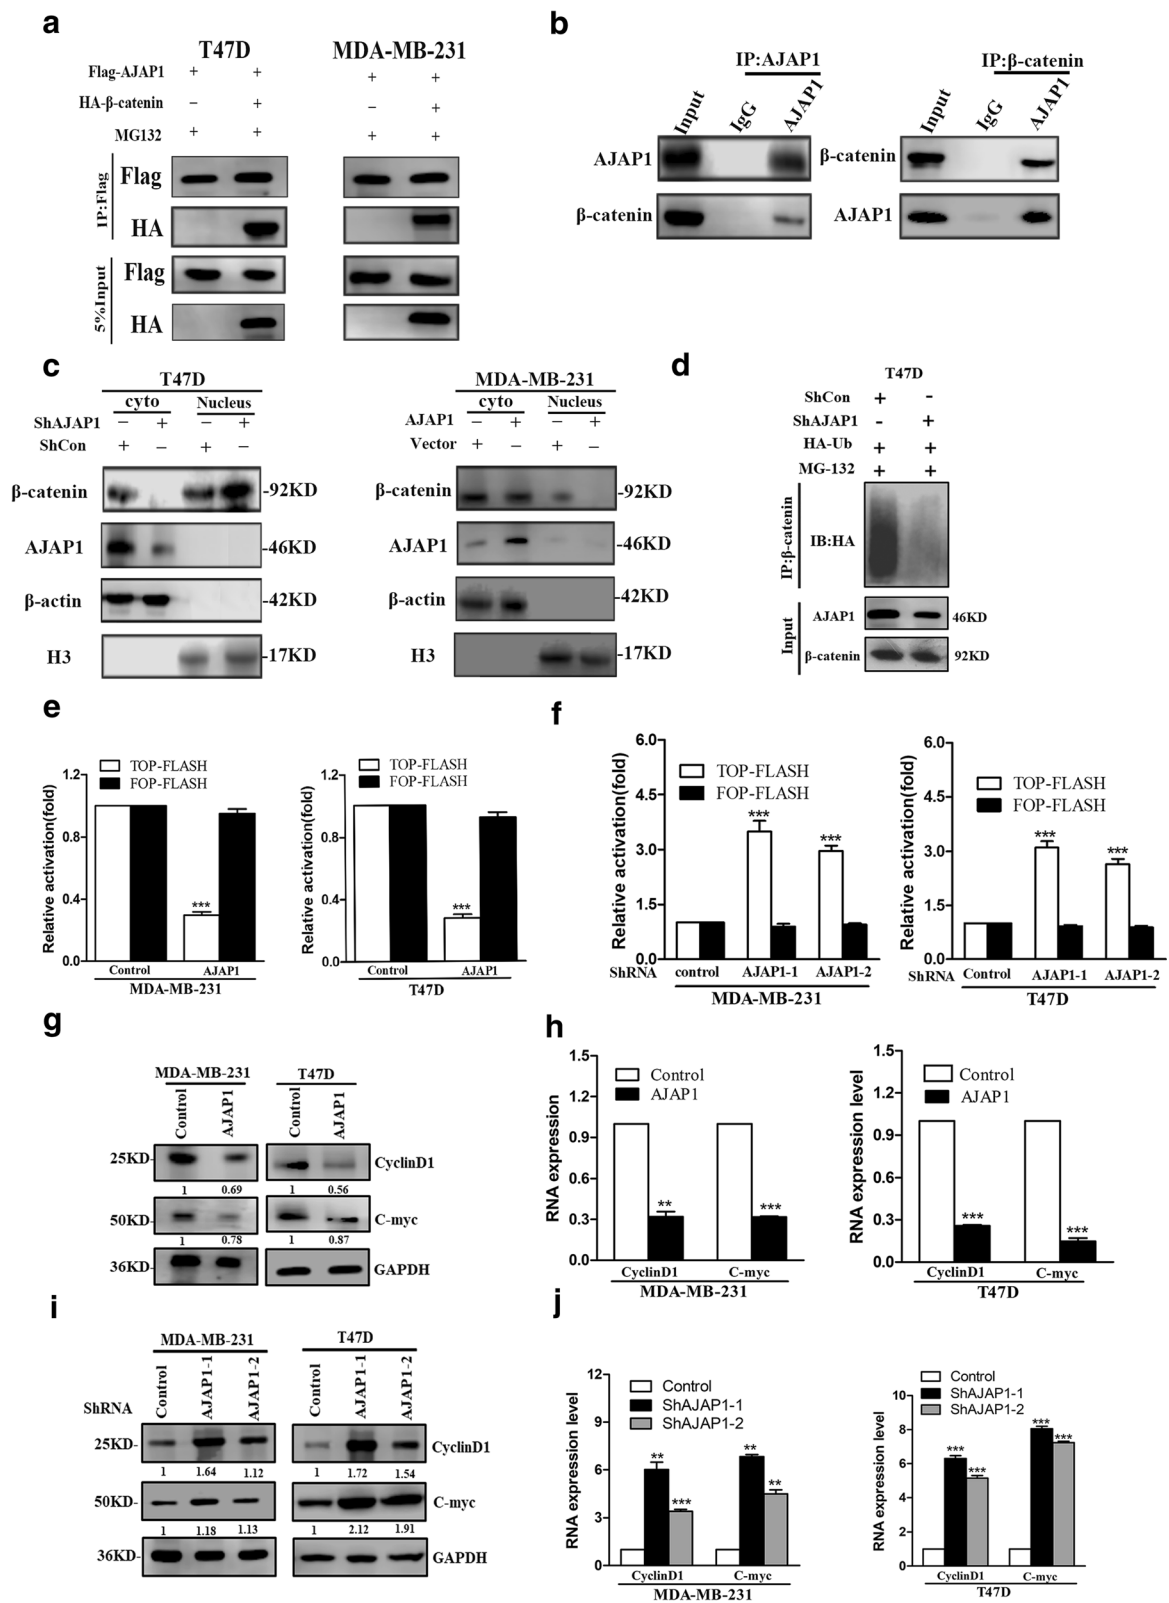 a
T47D
MDA-MB-231
Flag-AJAP1 + + + +
HA-β-catenin – + – +
MG132 + + + +
IP:Flag
Flag
HA
5%Input
Flag
HA
b
IP:AJAP1
Input IgG AJAP1
AJAP1
β-catenin
IP:β-catenin
Input IgG AJAP1
β-catenin
AJAP1
c
T47D
cyto Nucleus
ShAJAP1 – + – +
ShCon + – + –
β-catenin -92KD
AJAP1 -46KD
β-actin -42KD
H3 -17KD
MDA-MB-231
cyto Nucleus
AJAP1 – + – +
Vector + – + –
β-catenin -92KD
AJAP1 -46KD
β-actin -42KD
H3 -17KD
d
T47D
ShCon + -
ShAJAP1 - +
HA-Ub + +
MG-132 + +
IP:β-catenin
IB:HA
Input
AJAP1 46KD
β-catenin 92KD
e
TOP-FLASH
FOP-FLASH
Relative activation(fold)
1.2
0.8
0.4
0.0
***
Control AJAP1
MDA-MB-231
TOP-FLASH
FOP-FLASH
Relative activation(fold)
1.2
0.8
0.4
0.0
***
Control AJAP1
T47D
f
TOP-FLASH
FOP-FLASH
Relative activation(fold)
6.0
4.5
3.0
1.5
0
*** ***
ShRNA control AJAP1-1 AJAP1-2
MDA-MB-231
TOP-FLASH
FOP-FLASH
Relative activation(fold)
6.0
4.5
3.0
1.5
0
*** ***
ShRNA Control AJAP1-1 AJAP1-2
T47D
g
MDA-MB-231 T47D
Control AJAP1 Control AJAP1
25KD- CyclinD1
1 0.69 1 0.56
50KD- C-myc
1 0.78 1 0.87
36KD- GAPDH
h
Control
AJAP1
RNA expression
1.5
1.2
0.9
0.6
0.3
0.0
** ***
CyclinD1 C-myc
MDA-MB-231
Control
AJAP1
RNA expression level
1.5
1.2
0.9
0.6
0.3
0.0
*** ***
CyclinD1 C-myc
T47D
i
MDA-MB-231 T47D
ShRNA Control AJAP1-1 AJAP1-2 Control AJAP1-1 AJAP1-2
25KD- CyclinD1
1 1.64 1.12 1 1.72 1.54
50KD- C-myc
1 1.18 1.13 1 2.12 1.91
36KD- GAPDH
j
Control
ShAJAP1-1
ShAJAP1-2
RNA expression level
12
9
6
3
0
** *** ** **
CyclinD1 C-myc
MDA-MB-231
Control
ShAJAP1-1
ShAJAP1-2
RNA expression level
10
8
6
4
2
0
*** *** *** ***
CyclinD1 C-myc
T47D